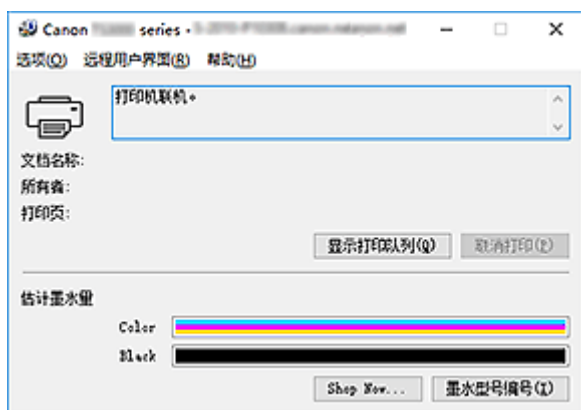 Canon series -
选项(O) 远程用户界面(R) 帮助(H)
打印机联机。
文档名称:
所有者:
打印页:
显示打印队列(Q) 取消打印(P)
估计墨水量
Color
Black
Shop Now... 墨水型号编号(I)